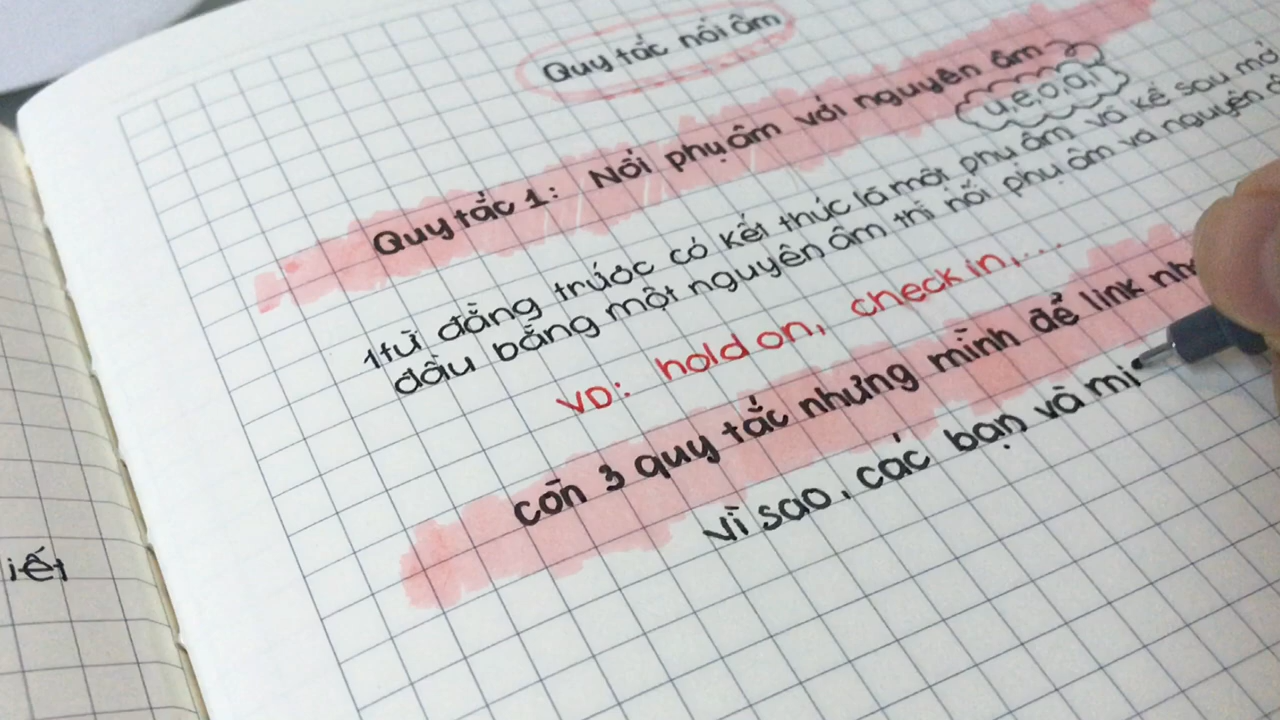 Quy tắc nối âm
Quy tắc 1: Nối phụ âm với nguyên âm
u,e,o,a,i
1 từ đằng trước có kết thúc là một phụ âm và kế sau mở
đầu bằng một nguyên âm thì nối phụ âm và nguyên
VD: hold on, check in,...
còn 3 quy tắc nhưng mình để link
vì sao, các bạn và mì
iết